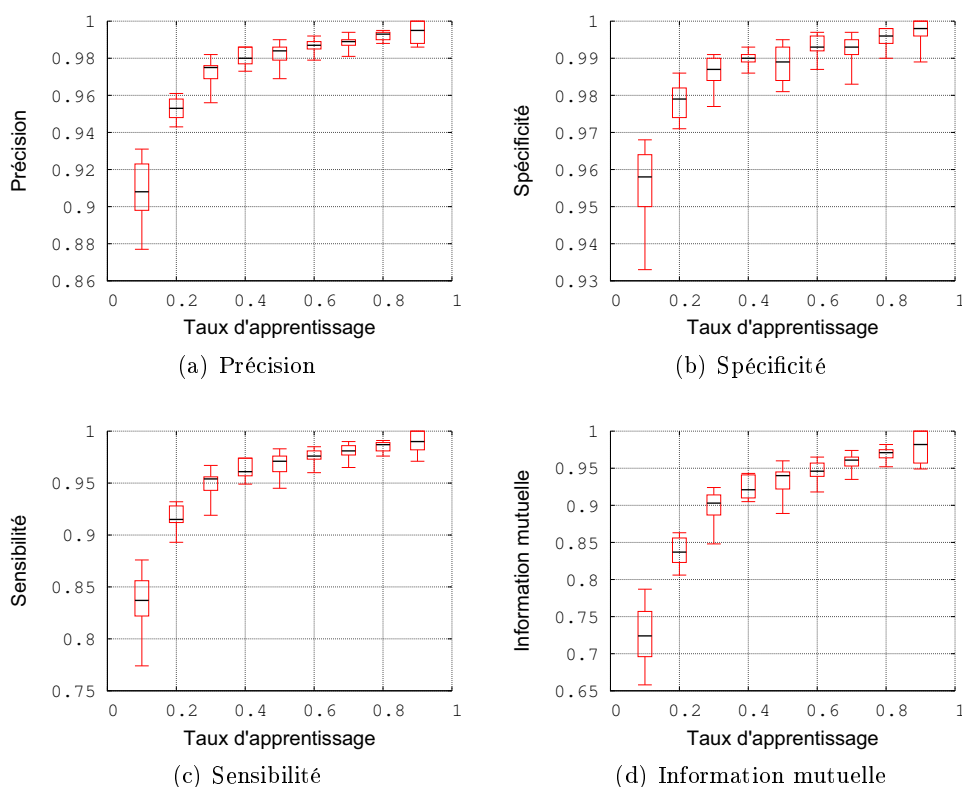 1
0.98
0.96
0.94
0.92
0.9
0.88
0.86
Précision
0 0.2 0.4 0.6 0.8 1
Taux d'apprentissage
(a) Précision
1
0.99
0.98
0.97
0.96
0.95
0.94
0.93
Spécificité
0 0.2 0.4 0.6 0.8 1
Taux d'apprentissage
(b) Spécificité
1
0.95
0.9
0.85
0.8
0.75
Sensibilité
0 0.2 0.4 0.6 0.8 1
Taux d'apprentissage
(c) Sensibilité
1
0.95
0.9
0.85
0.8
0.75
0.7
0.65
Information mutuelle
0 0.2 0.4 0.6 0.8 1
Taux d'apprentissage
(d) Information mutuelle